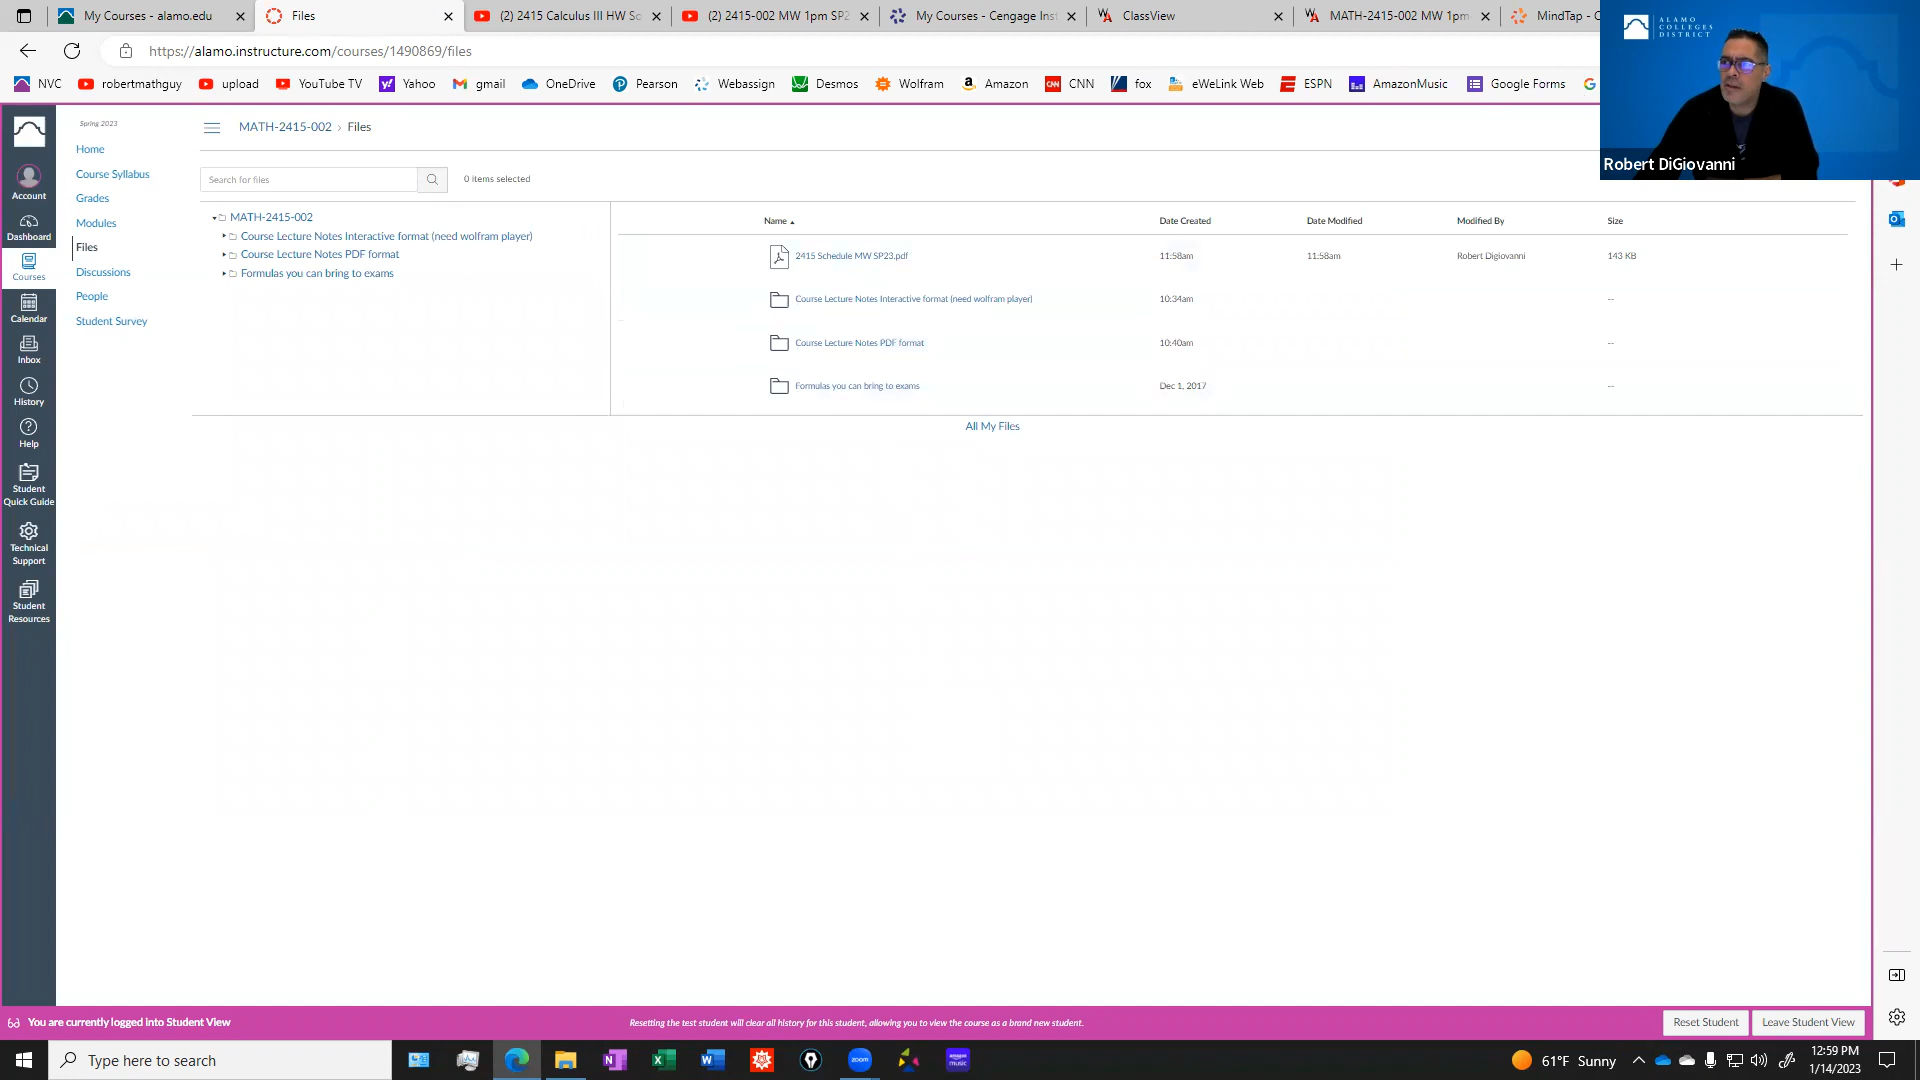 My Courses - alamo.edu
Files
(2) 2415 Calculus III HW So
(2) 2415-002 MW 1pm SP2
My Courses - Cengage Inst
ClassView
MATH-2415-002 MW 1pm
MindTap - C
https://alamo.instructure.com/courses/1490869/files
NVC
robertmathguy
upload
YouTube TV
Yahoo
gmail
OneDrive
Pearson
Webassign
Desmos
Wolfram
Amazon
CNN
fox
eWeLink Web
ESPN
AmazonMusic
Google Forms
ALAMO
COLLEGES
DISTRICT
Robert DiGiovanni
Account
Dashboard
Courses
Calendar
Inbox
History
Help
Student
Quick Guide
Technical
Support
Student
Resources
Spring 2023
Home
Course Syllabus
Grades
Modules
Files
Discussions
People
Student Survey
MATH-2415-002 › Files
Search for files
0 items selected
MATH-2415-002
Course Lecture Notes Interactive format (need wolfram player)
Course Lecture Notes PDF format
Formulas you can bring to exams
Name Date Created Date Modified Modified By Size
2415 Schedule MW SP23.pdf 11:58am 11:58am Robert Digiovanni 143 KB
Course Lecture Notes Interactive format (need wolfram player) 10:34am --
Course Lecture Notes PDF format 10:40am --
Formulas you can bring to exams Dec 1, 2017 --
All My Files
You are currently logged into Student View
Resetting the test student will clear all history for this student, allowing you to view the course as a brand new student.
Reset Student
Leave Student View
Type here to search
61°F Sunny
12:59 PM
1/14/2023